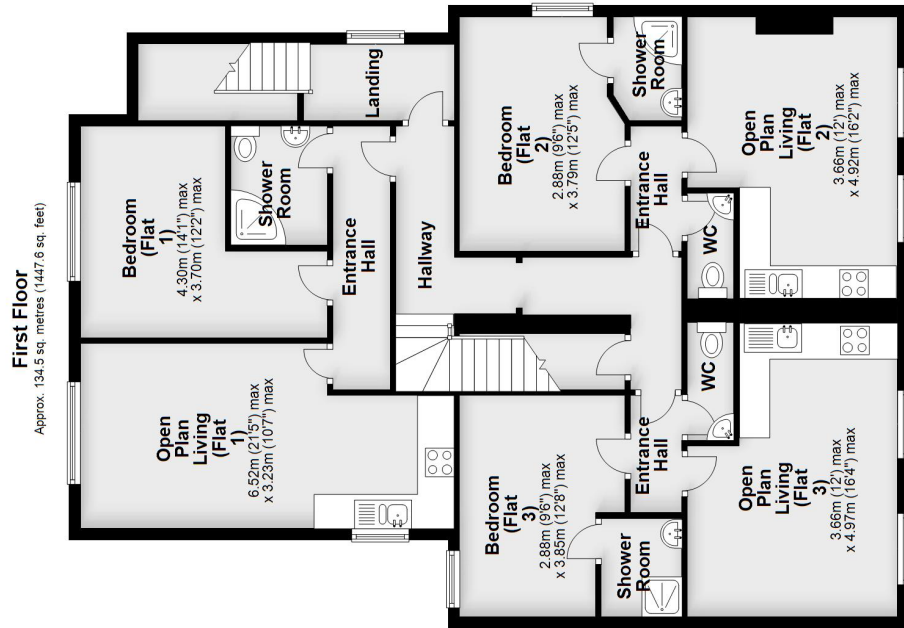 First Floor
Approx. 134.5 sq. metres (1447.6 sq. feet)
Landing
Bedroom
(Flat
1)
4.30m (14'1") max
x 3.70m (12'2") max
Shower
Room
Entrance
Hall
Hallway
Open
Plan
Living
(Flat
1)
6.52m (21'5") max
x 3.23m (10'7") max
Bedroom
(Flat
2)
2.88m (9'6") max
x 3.79m (12'5") max
Shower
Room
Entrance
Hall
WC
Open
Plan
Living
(Flat
2)
3.66m (12') max
x 4.92m (16'2") max
Bedroom
(Flat
3)
2.88m (9'6") max
x 3.85m (12'8") max
Shower
Room
Entrance
Hall
WC
Open
Plan
Living
(Flat
3)
3.66m (12') max
x 4.97m (16'4") max